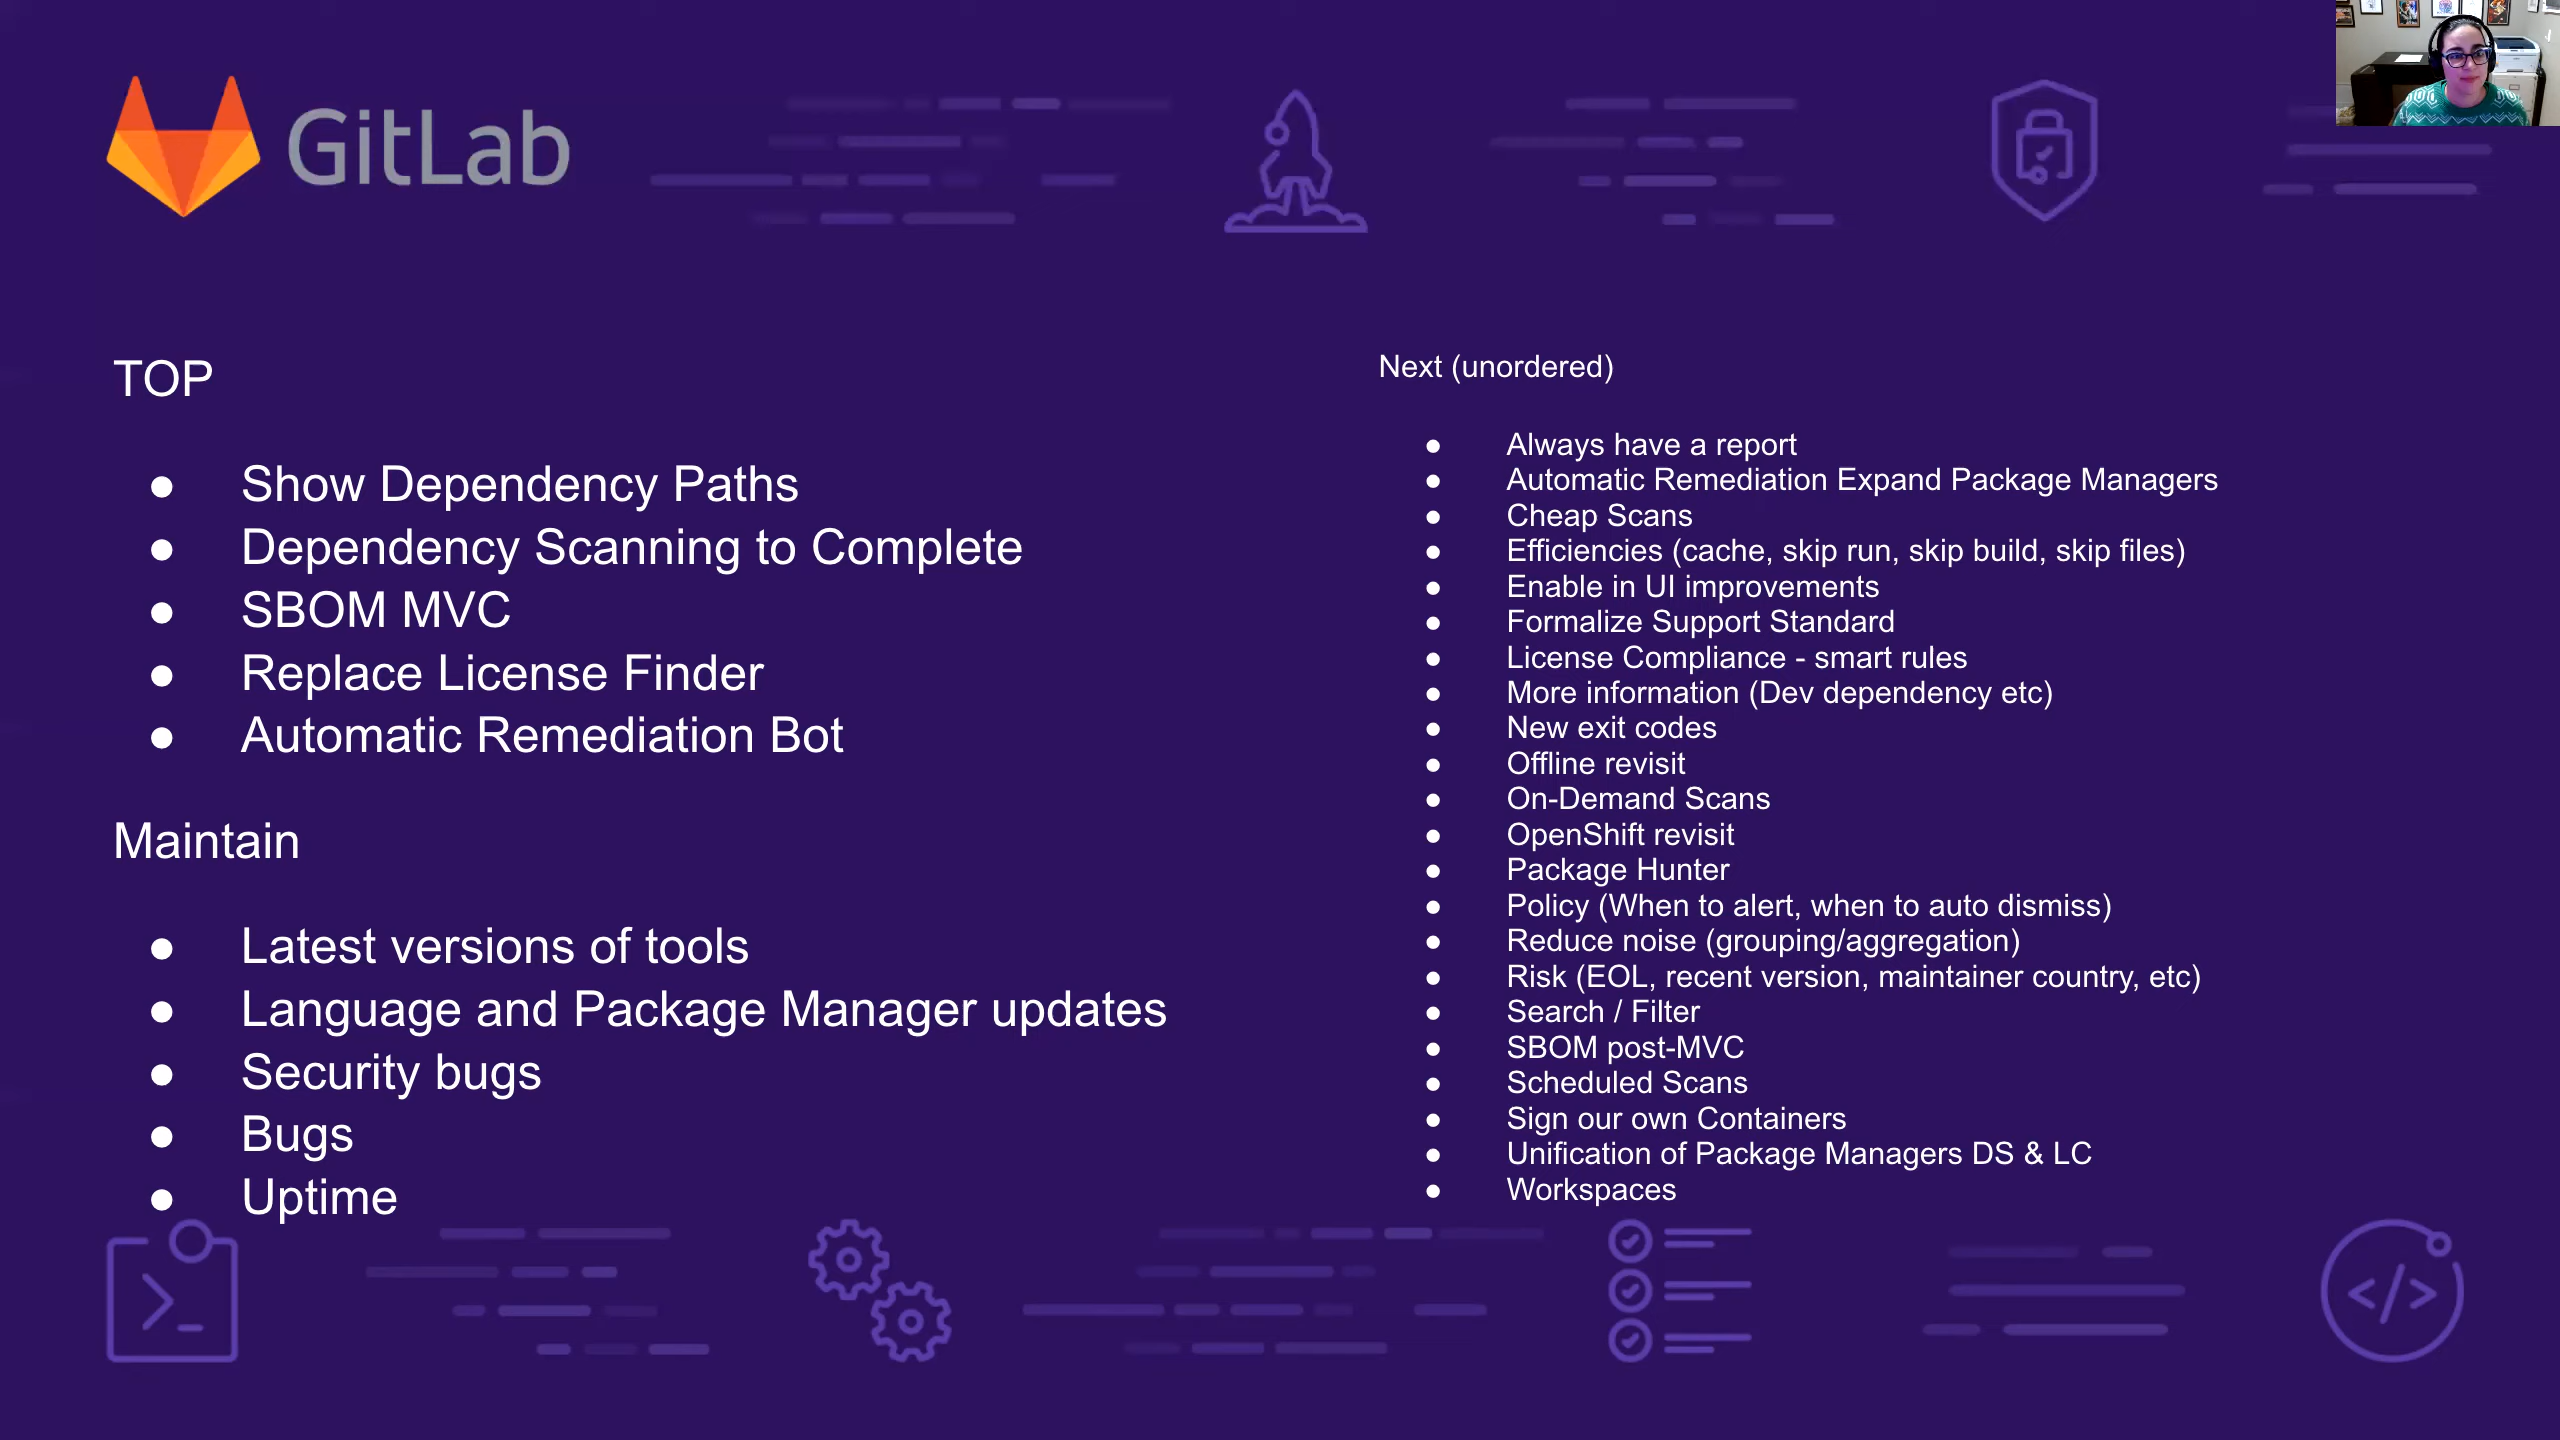 GitLab
TOP
● Show Dependency Paths
● Dependency Scanning to Complete
● SBOM MVC
● Replace License Finder
● Automatic Remediation Bot
Maintain
● Latest versions of tools
● Language and Package Manager updates
● Security bugs
● Bugs
● Uptime
Next (unordered)
● Always have a report
● Automatic Remediation Expand Package Managers
● Cheap Scans
● Efficiencies (cache, skip run, skip build, skip files)
● Enable in UI improvements
● Formalize Support Standard
● License Compliance - smart rules
● More information (Dev dependency etc)
● New exit codes
● Offline revisit
● On-Demand Scans
● OpenShift revisit
● Package Hunter
● Policy (When to alert, when to auto dismiss)
● Reduce noise (grouping/aggregation)
● Risk (EOL, recent version, maintainer country, etc)
● Search / Filter
● SBOM post-MVC
● Scheduled Scans
● Sign our own Containers
● Unification of Package Managers DS & LC
● Workspaces